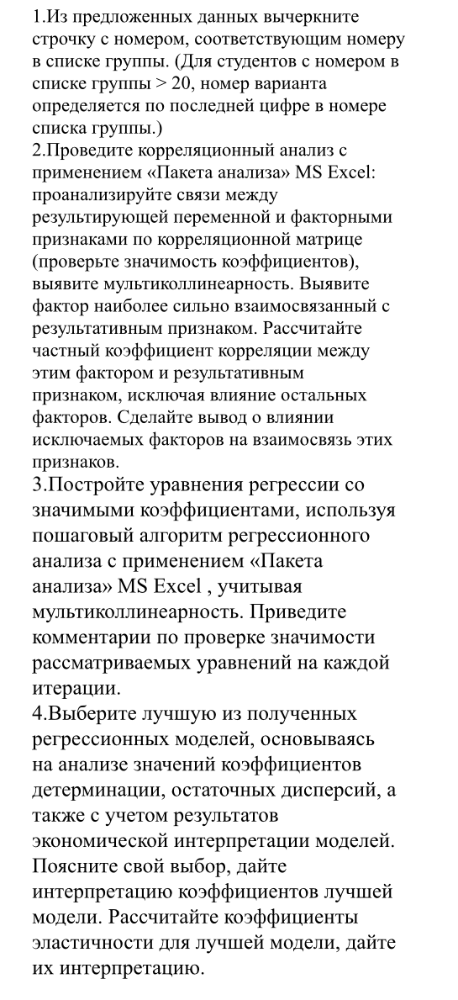 1.Из предложенных данных вычеркните
строчку с номером, соответствующим номеру
в списке группы. (Для студентов с номером в
списке группы > 20, номер варианта
определяется по последней цифре в номере
списка группы.)
2.Проведите корреляционный анализ с
применением «Пакета анализа» MS Excel:
проанализируйте связи между
результирующей переменной и факторными
признаками по корреляционной матрице
(проверьте значимость коэффициентов),
выявите мультиколлинеарность. Выявите
фактор наиболее сильно взаимосвязанный с
результативным признаком. Рассчитайте
частный коэффициент корреляции между
этим фактором и результативным
признаком, исключая влияние остальных
факторов. Сделайте вывод о влиянии
исключаемых факторов на взаимосвязь этих
признаков.
3.Постройте уравнения регрессии со
значимыми коэффициентами, используя
пошаговый алгоритм регрессионного
анализа с применением «Пакета
анализа» MS Excel , учитывая
мультиколлинеарность. Приведите
комментарии по проверке значимости
рассматриваемых уравнений на каждой
итерации.
4.Выберите лучшую из полученных
регрессионных моделей, основываясь
на анализе значений коэффициентов
детерминации, остаточных дисперсий, а
также с учетом результатов
экономической интерпретации моделей.
Поясните свой выбор, дайте
интерпретацию коэффициентов лучшей
модели. Рассчитайте коэффициенты
эластичности для лучшей модели, дайте
их интерпретацию.